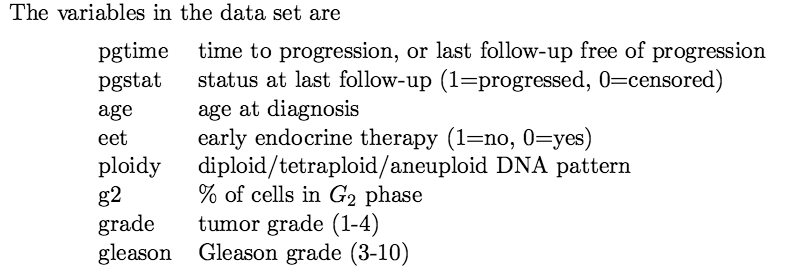 The variables in the data set are
pgtime time to progression, or last follow-up free of progression
pgstat status at last follow-up (1=progressed, 0=censored)
age age at diagnosis
eet early endocrine therapy (1=no, 0=yes)
ploidy diploid/tetraploid/aneuploid DNA pattern
g2 % of cells in G₂ phase
grade tumor grade (1-4)
gleason Gleason grade (3-10)